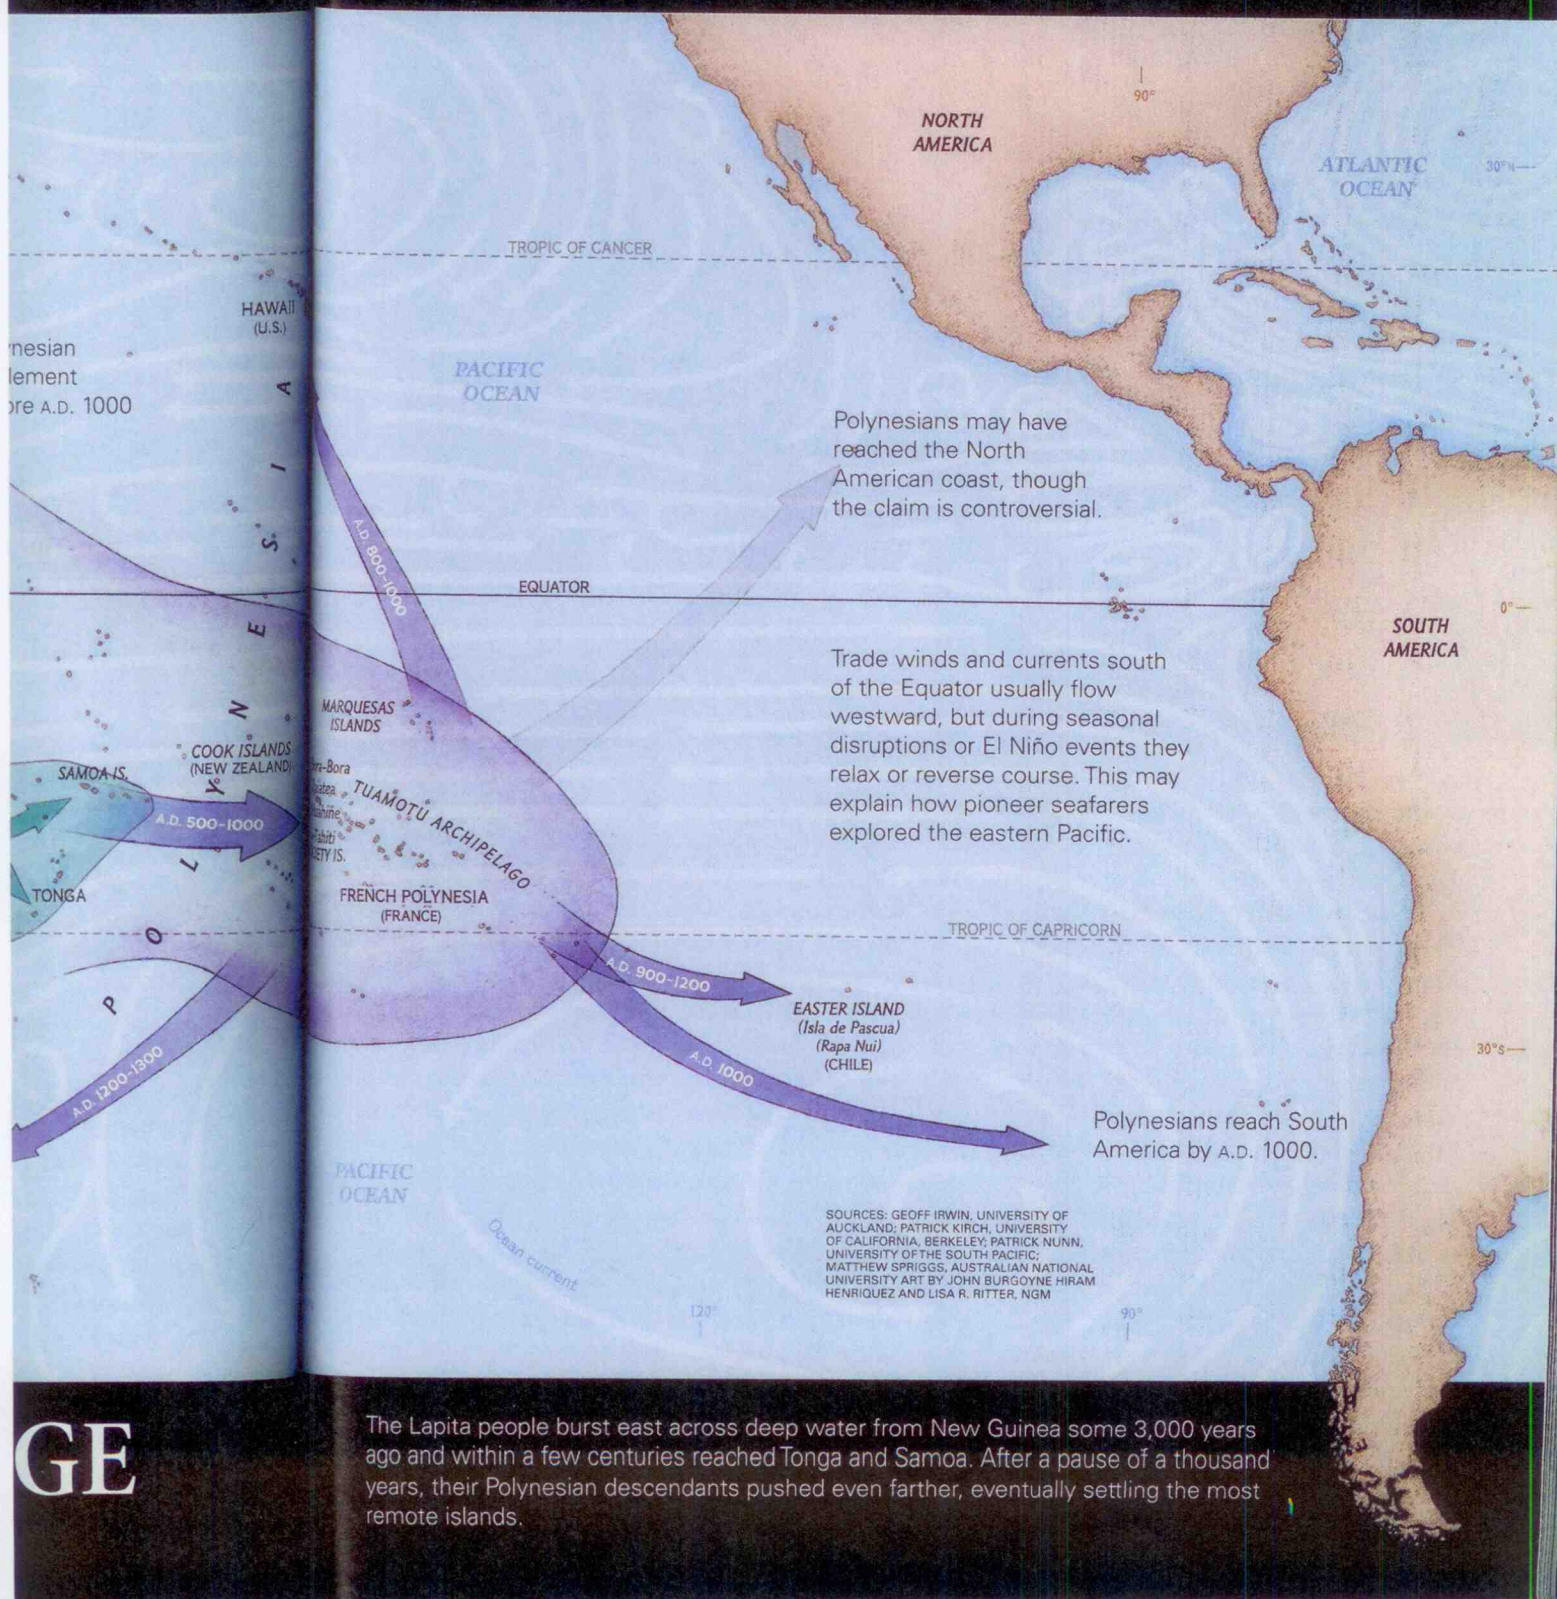 90°
NORTH
AMERICA
ATLANTIC
OCEAN
30°N
TROPIC OF CANCER
HAWAII
(U.S.)
A.D. 1000
PACIFIC
OCEAN
Polynesians may have
reached the North
American coast, though
the claim is controversial.
A.D. 800–1000
EQUATOR
0°
SOUTH
AMERICA
POLYNESIA
Trade winds and currents south
of the Equator usually flow
westward, but during seasonal
disruptions or El Niño events they
relax or reverse course. This may
explain how pioneer seafarers
explored the eastern Pacific.
MARQUESAS
ISLANDS
COOK ISLANDS
(NEW ZEALAND)
SAMOA IS.
A.D. 500–1000
TUAMOTU ARCHIPELAGO
TONGA
FRENCH POLYNESIA
(FRANCE)
TROPIC OF CAPRICORN
A.D. 900–1200
EASTER ISLAND
(Isla de Pascua)
(Rapa Nui)
(CHILE)
30°S
A.D. 1200–1300
A.D. 1000
Polynesians reach South
America by A.D. 1000.
PACIFIC
OCEAN
Ocean current
SOURCES: GEOFF IRWIN, UNIVERSITY OF
AUCKLAND; PATRICK KIRCH, UNIVERSITY
OF CALIFORNIA, BERKELEY; PATRICK NUNN,
UNIVERSITY OF THE SOUTH PACIFIC;
MATTHEW SPRIGGS, AUSTRALIAN NATIONAL
UNIVERSITY ART BY JOHN BURGOYNE HIRAM
HENRIQUEZ AND LISA R. RITTER, NGM
120°
90°
GE
The Lapita people burst east across deep water from New Guinea some 3,000 years
ago and within a few centuries reached Tonga and Samoa. After a pause of a thousand
years, their Polynesian descendants pushed even farther, eventually settling the most
remote islands.